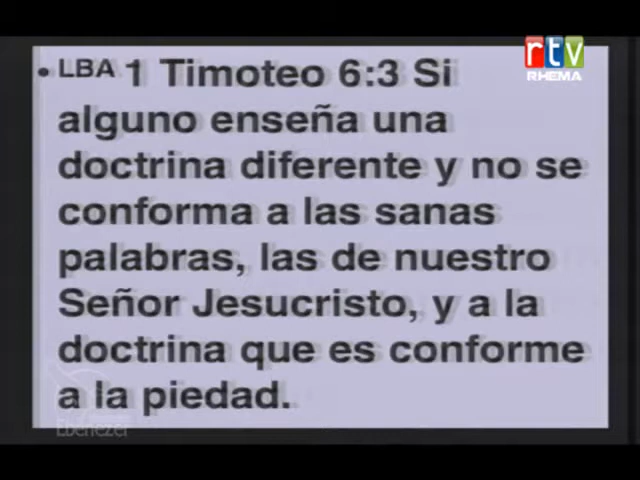 rtv
RHEMA
• LBA 1 Timoteo 6:3 Si
alguno enseña una
doctrina diferente y no se
conforma a las sanas
palabras, las de nuestro
Señor Jesucristo, y a la
doctrina que es conforme
a la piedad.
Ebenezer